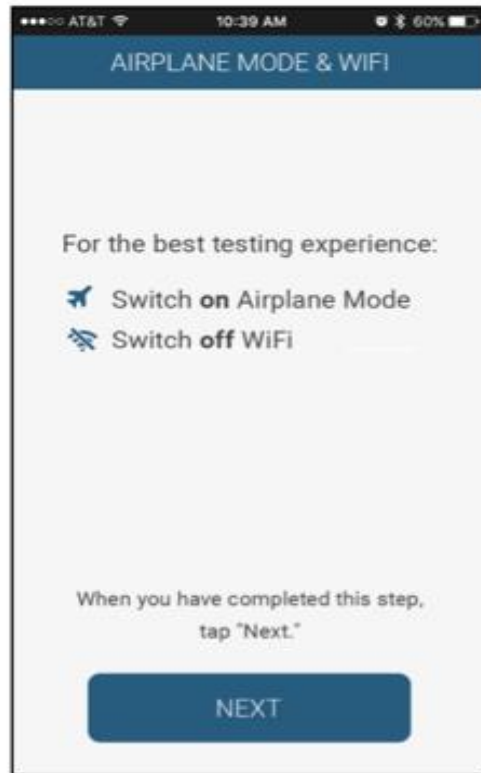 AT&T 10:39 AM 60%
AIRPLANE MODE & WIFI
For the best testing experience:
Switch on Airplane Mode
Switch off WiFi
When you have completed this step,
tap "Next."
NEXT